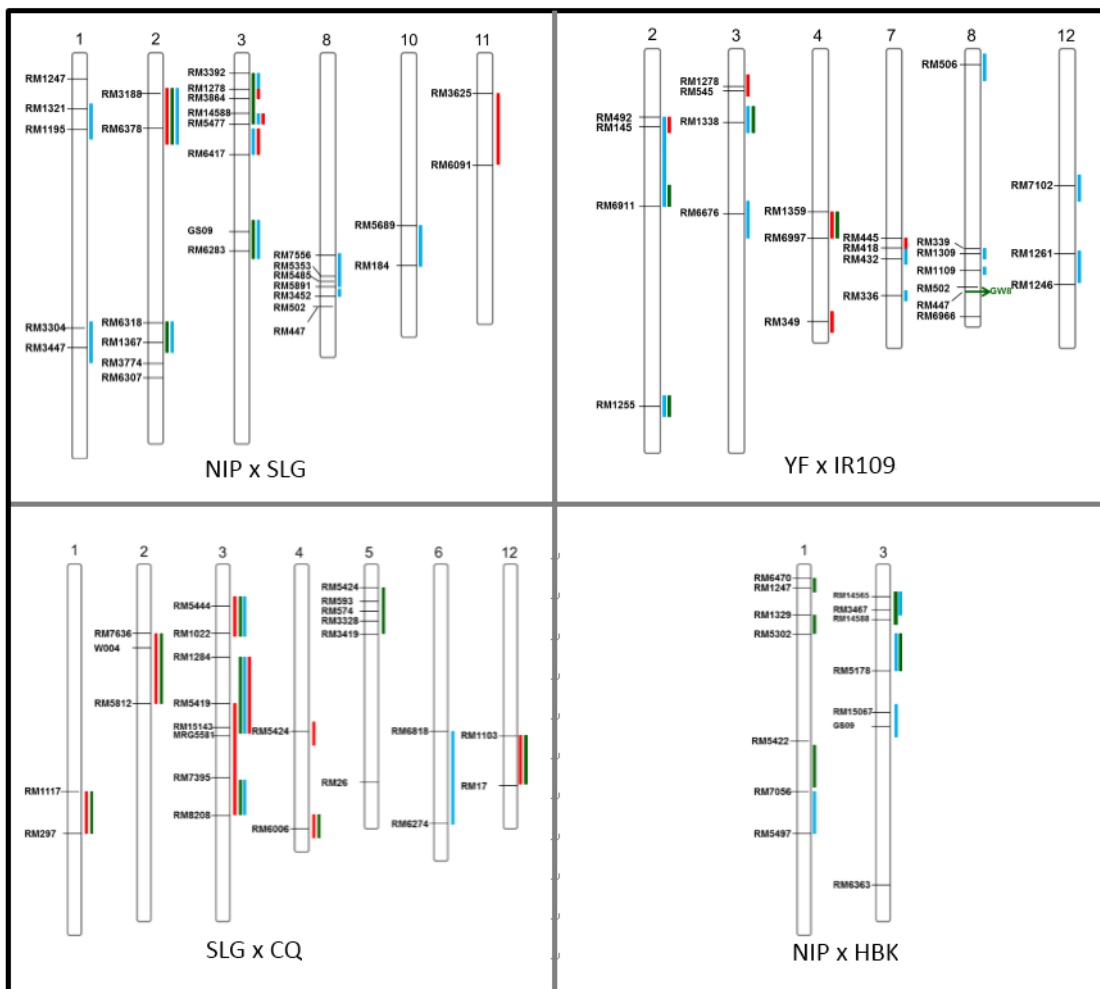 1
2
3
8
10
11
RM1247
RM1321
RM1195
RM3304
RM3447
RM3188
RM6378
RM6318
RM1367
RM3774
RM6307
RM3392
RM1278
RM3864
RM14588
RM5477
RM6417
GS09
RM6283
RM7556
RM5353
RM5485
RM5891
RM3452
RM502
RM447
RM5689
RM184
RM3625
RM6091
NIP x SLG
2
3
4
7
8
12
RM492
RM145
RM6911
RM1255
RM1278
RM545
RM1338
RM6676
RM1359
RM6997
RM349
RM445
RM418
RM432
RM336
RM506
RM339
RM1309
RM1109
RM502
GW8
RM447
RM6966
RM7102
RM1261
RM1246
YF x IR109
1
2
3
4
5
6
12
RM1117
RM297
RM7636
W004
RM5812
RM5444
RM1022
RM1284
RM5419
RM15143
MRG5581
RM7395
RM8208
RM5424
RM6006
RM5424
RM593
RM574
RM3328
RM3419
RM26
RM6818
RM6274
RM1103
RM17
SLG x CQ
1
3
RM6470
RM1247
RM1329
RM5302
RM5422
RM7056
RM5497
RM14565
RM3467
RM14588
RM5178
RM15067
GS09
RM6363
NIP x HBK